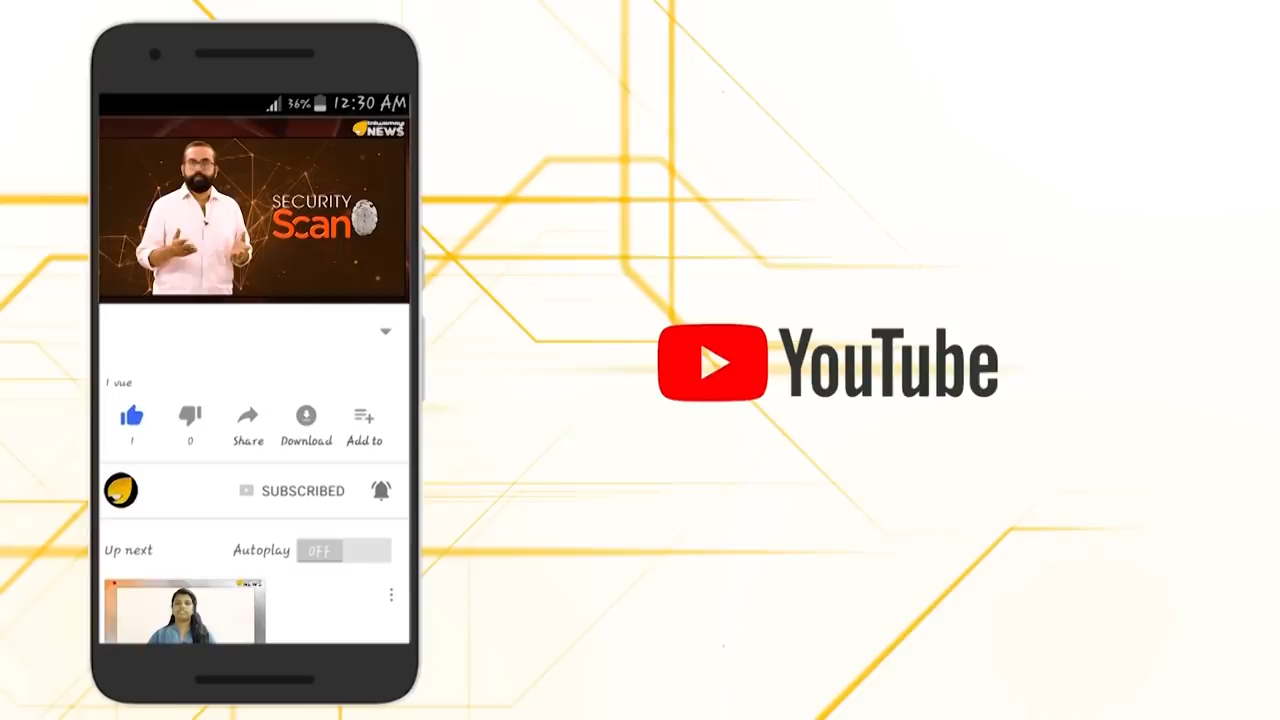 36% 12:30 AM
NEWS
SECURITY
Scan
1 vue
1
0
Share
Download
Add to
SUBSCRIBED
Up next
Autoplay
OFF
NEWS
YouTube